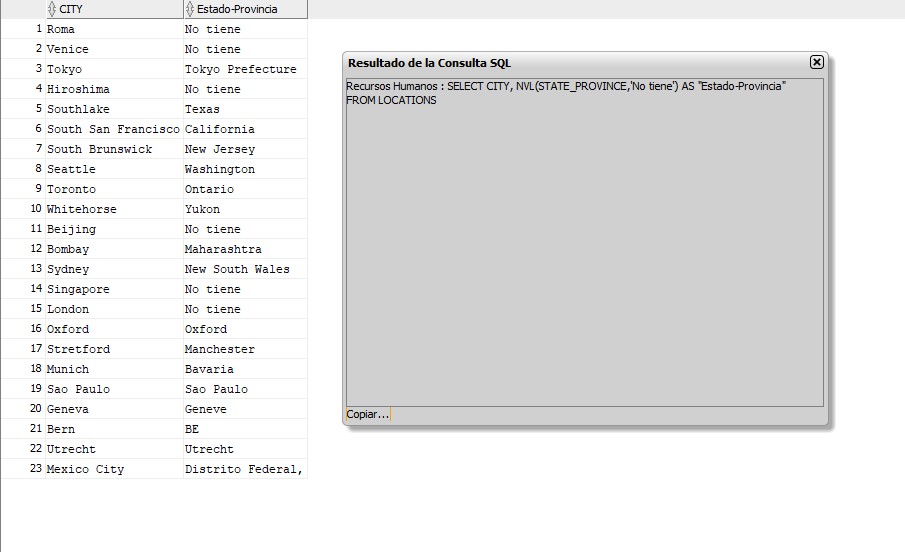 CITY Estado-Provincia
1 Roma No tiene
2 Venice No tiene
3 Tokyo Tokyo Prefecture
4 Hiroshima No tiene
5 Southlake Texas
6 South San Francisco California
7 South Brunswick New Jersey
8 Seattle Washington
9 Toronto Ontario
10 Whitehorse Yukon
11 Beijing No tiene
12 Bombay Maharashtra
13 Sydney New South Wales
14 Singapore No tiene
15 London No tiene
16 Oxford Oxford
17 Stretford Manchester
18 Munich Bavaria
19 Sao Paulo Sao Paulo
20 Geneva Geneve
21 Bern BE
22 Utrecht Utrecht
23 Mexico City Distrito Federal,
Resultado de la Consulta SQL
Recursos Humanos : SELECT CITY, NVL(STATE_PROVINCE,'No tiene') AS "Estado-Provincia"
FROM LOCATIONS
Copiar...